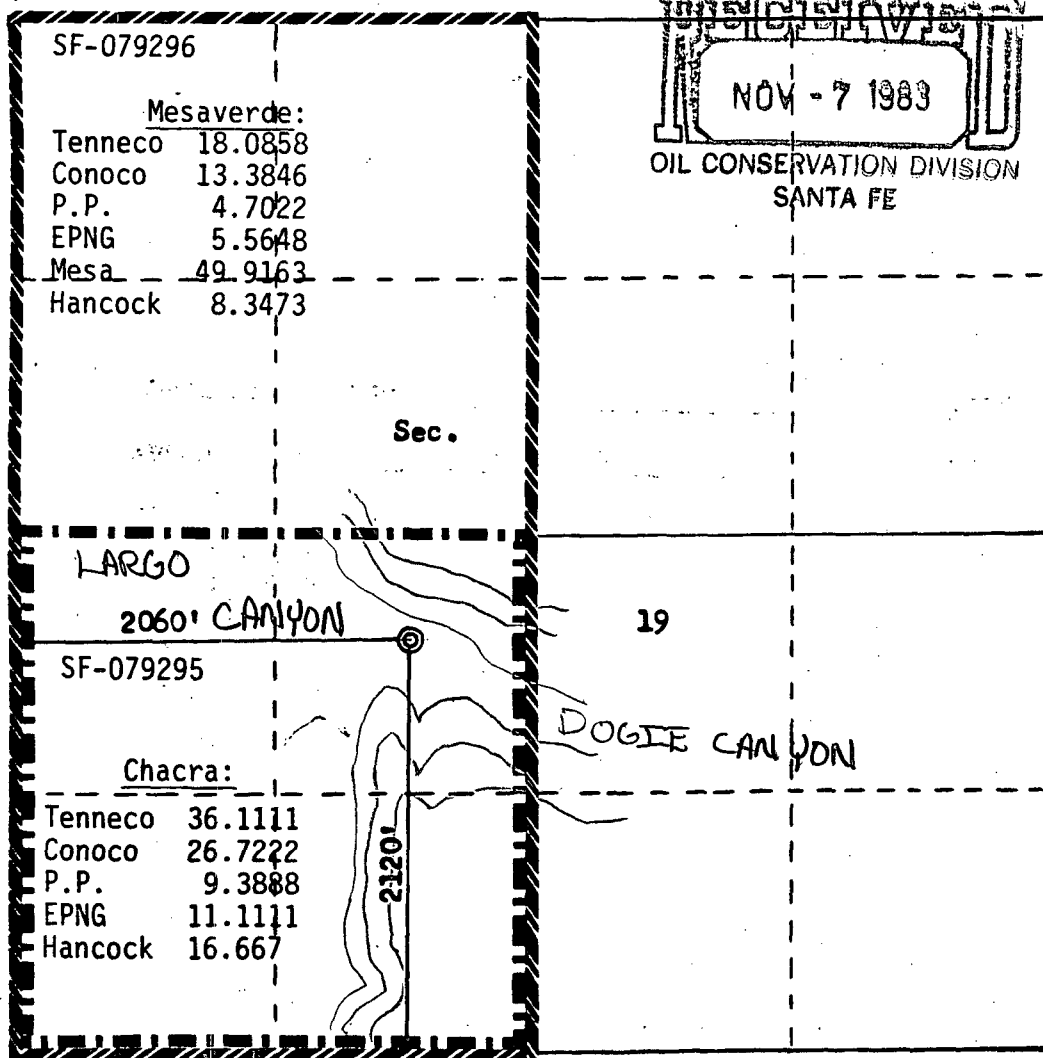 SF-079296
RECEIVED
NOV - 7 1983
OIL CONSERVATION DIVISION
SANTA FE
Mesaverde:
Tenneco 18.0858
Conoco 13.3846
P.P. 4.7022
EPNG 5.5648
Mesa 49.9163
Hancock 8.3473
Sec.
LARGO
2060' CANYON
19
SF-079295
DOGIE CANYON
Chacra:
Tenneco 36.1111
Conoco 26.7222
P.P. 9.3888
EPNG 11.1111
Hancock 16.667
2120'